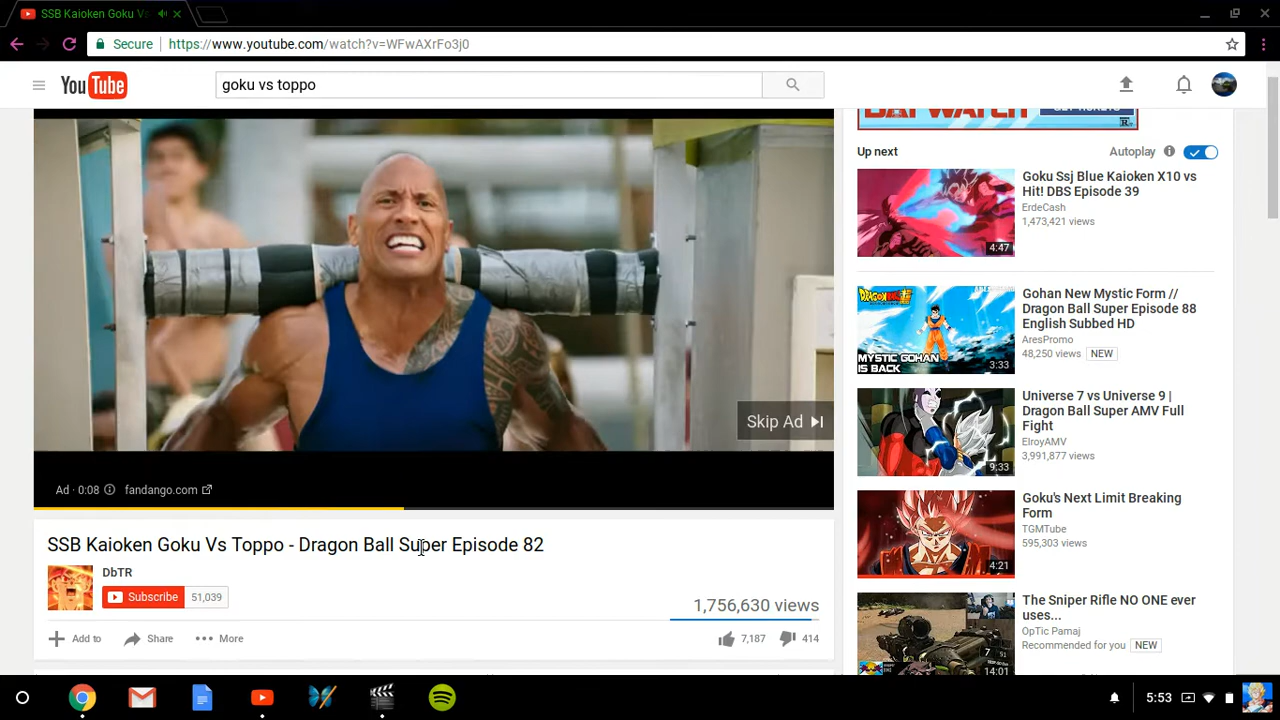 SSB Kaioken Goku Vs
Secure
https://www.youtube.com/watch?v=WFwAXrFo3j0
YouTube
goku vs toppo
GET TICKETS
R
Up next
Autoplay
Goku Ssj Blue Kaioken X10 vs
Hit! DBS Episode 39
ErdeCash
1,473,421 views
4:47
Gohan New Mystic Form //
Dragon Ball Super Episode 88
English Subbed HD
AresPromo
48,250 views NEW
MYSTIC GOHAN
IS BACK
3:33
Universe 7 vs Universe 9 |
Dragon Ball Super AMV Full
Fight
ElroyAMV
3,991,877 views
9:33
Goku's Next Limit Breaking
Form
TGMTube
595,303 views
4:21
The Sniper Rifle NO ONE ever
uses...
OpTic Pamaj
Recommended for you NEW
14:01
Skip Ad
Ad · 0:08 fandango.com
SSB Kaioken Goku Vs Toppo - Dragon Ball Super Episode 82
DbTR
Subscribe 51,039
1,756,630 views
Add to Share More
7,187 414
5:53